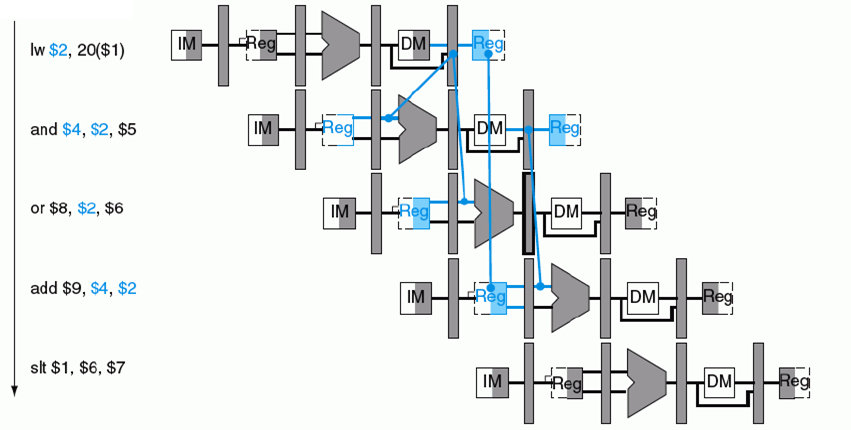 IM Reg DM Reg
lw $2, 20($1)
IM Reg DM Reg
and $4, $2, $5
IM Reg DM Reg
or $8, $2, $6
IM Reg DM Reg
add $9, $4, $2
IM Reg DM Reg
slt $1, $6, $7